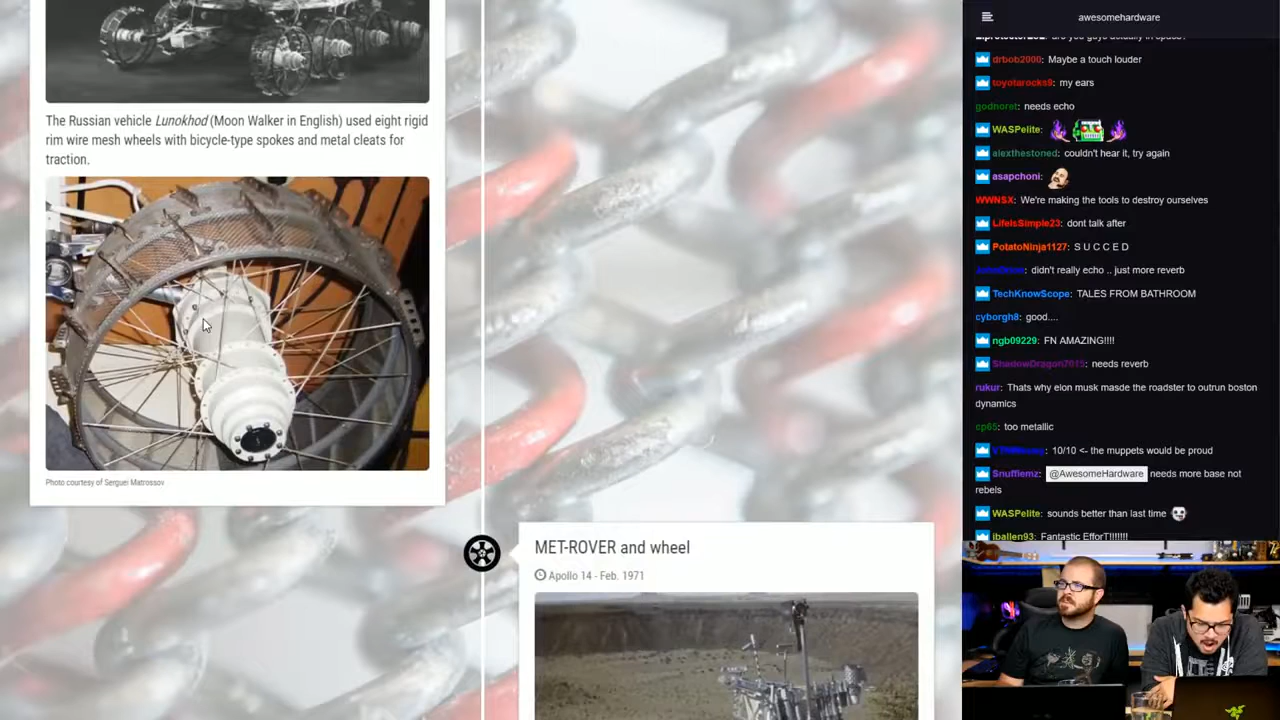 The Russian vehicle Lunokhod (Moon Walker in English) used eight rigid
rim wire mesh wheels with bicycle-type spokes and metal cleats for
traction.
Photo courtesy of Serguei Matrossov
MET-ROVER and wheel
Apollo 14 - Feb. 1971
awesomehardware
drbob2000: Maybe a touch louder
toyotarocks9: my ears
godnoret: needs echo
WASPelite:
alexthestoned: couldn't hear it, try again
asapchoni:
WWNSX: We're making the tools to destroy ourselves
LifeIsSimple23: dont talk after
PotatoNinja1127: S U C C E D
didn't really echo .. just more reverb
TechKnowScope: TALES FROM BATHROOM
cyborgh8: good....
ngb09229: FN AMAZING!!!!
ShadowDragon7015: needs reverb
rukur: Thats why elon musk masde the roadster to outrun boston
dynamics
cp65: too metallic
10/10 <- the muppets would be proud
Snuffiemz: @AwesomeHardware needs more base not
rebels
WASPelite: sounds better than last time
iballen93: Fantastic EfforT!!!!!!!